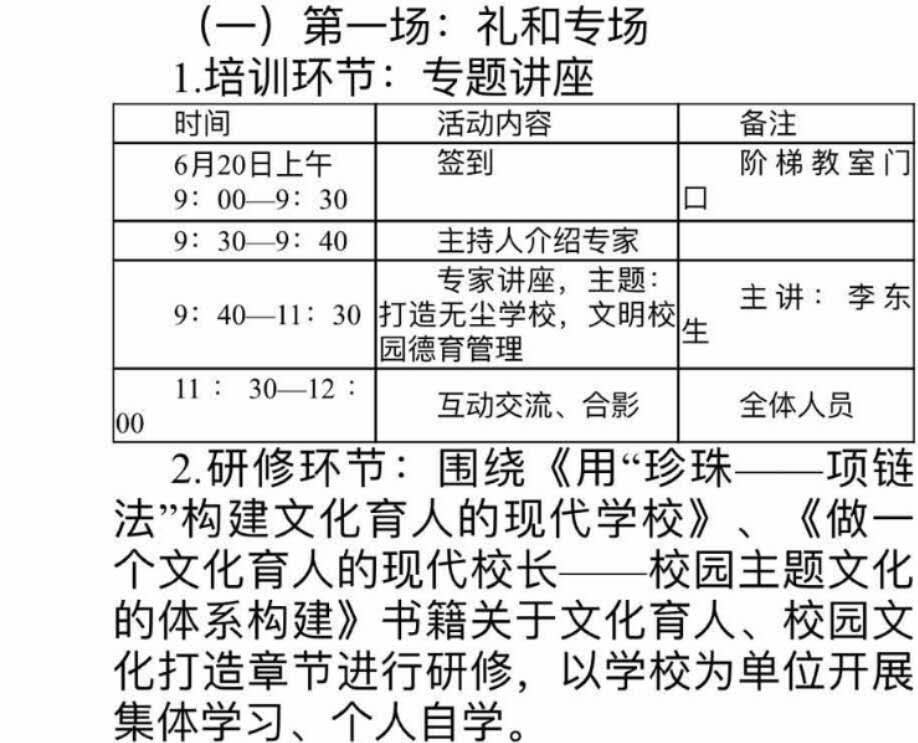 （一）第一场：礼和专场
1.培训环节：专题讲座
时间 活动内容 备注
6月20日上午
9：00—9：30
签到
阶梯教室门
口
9：30—9：40 主持人介绍专家
9：40—11：30
专家讲座，主题：
打造无尘学校，文明校
园德育管理
主讲：李东
生
11：30—12：
00
互动交流、合影
全体人员
2.研修环节：围绕《用“珍珠——项链
法”构建文化育人的现代学校》、《做一
个文化育人的现代校长——校园主题文化
的体系构建》书籍关于文化育人、校园文
化打造章节进行研修，以学校为单位开展
集体学习、个人自学。